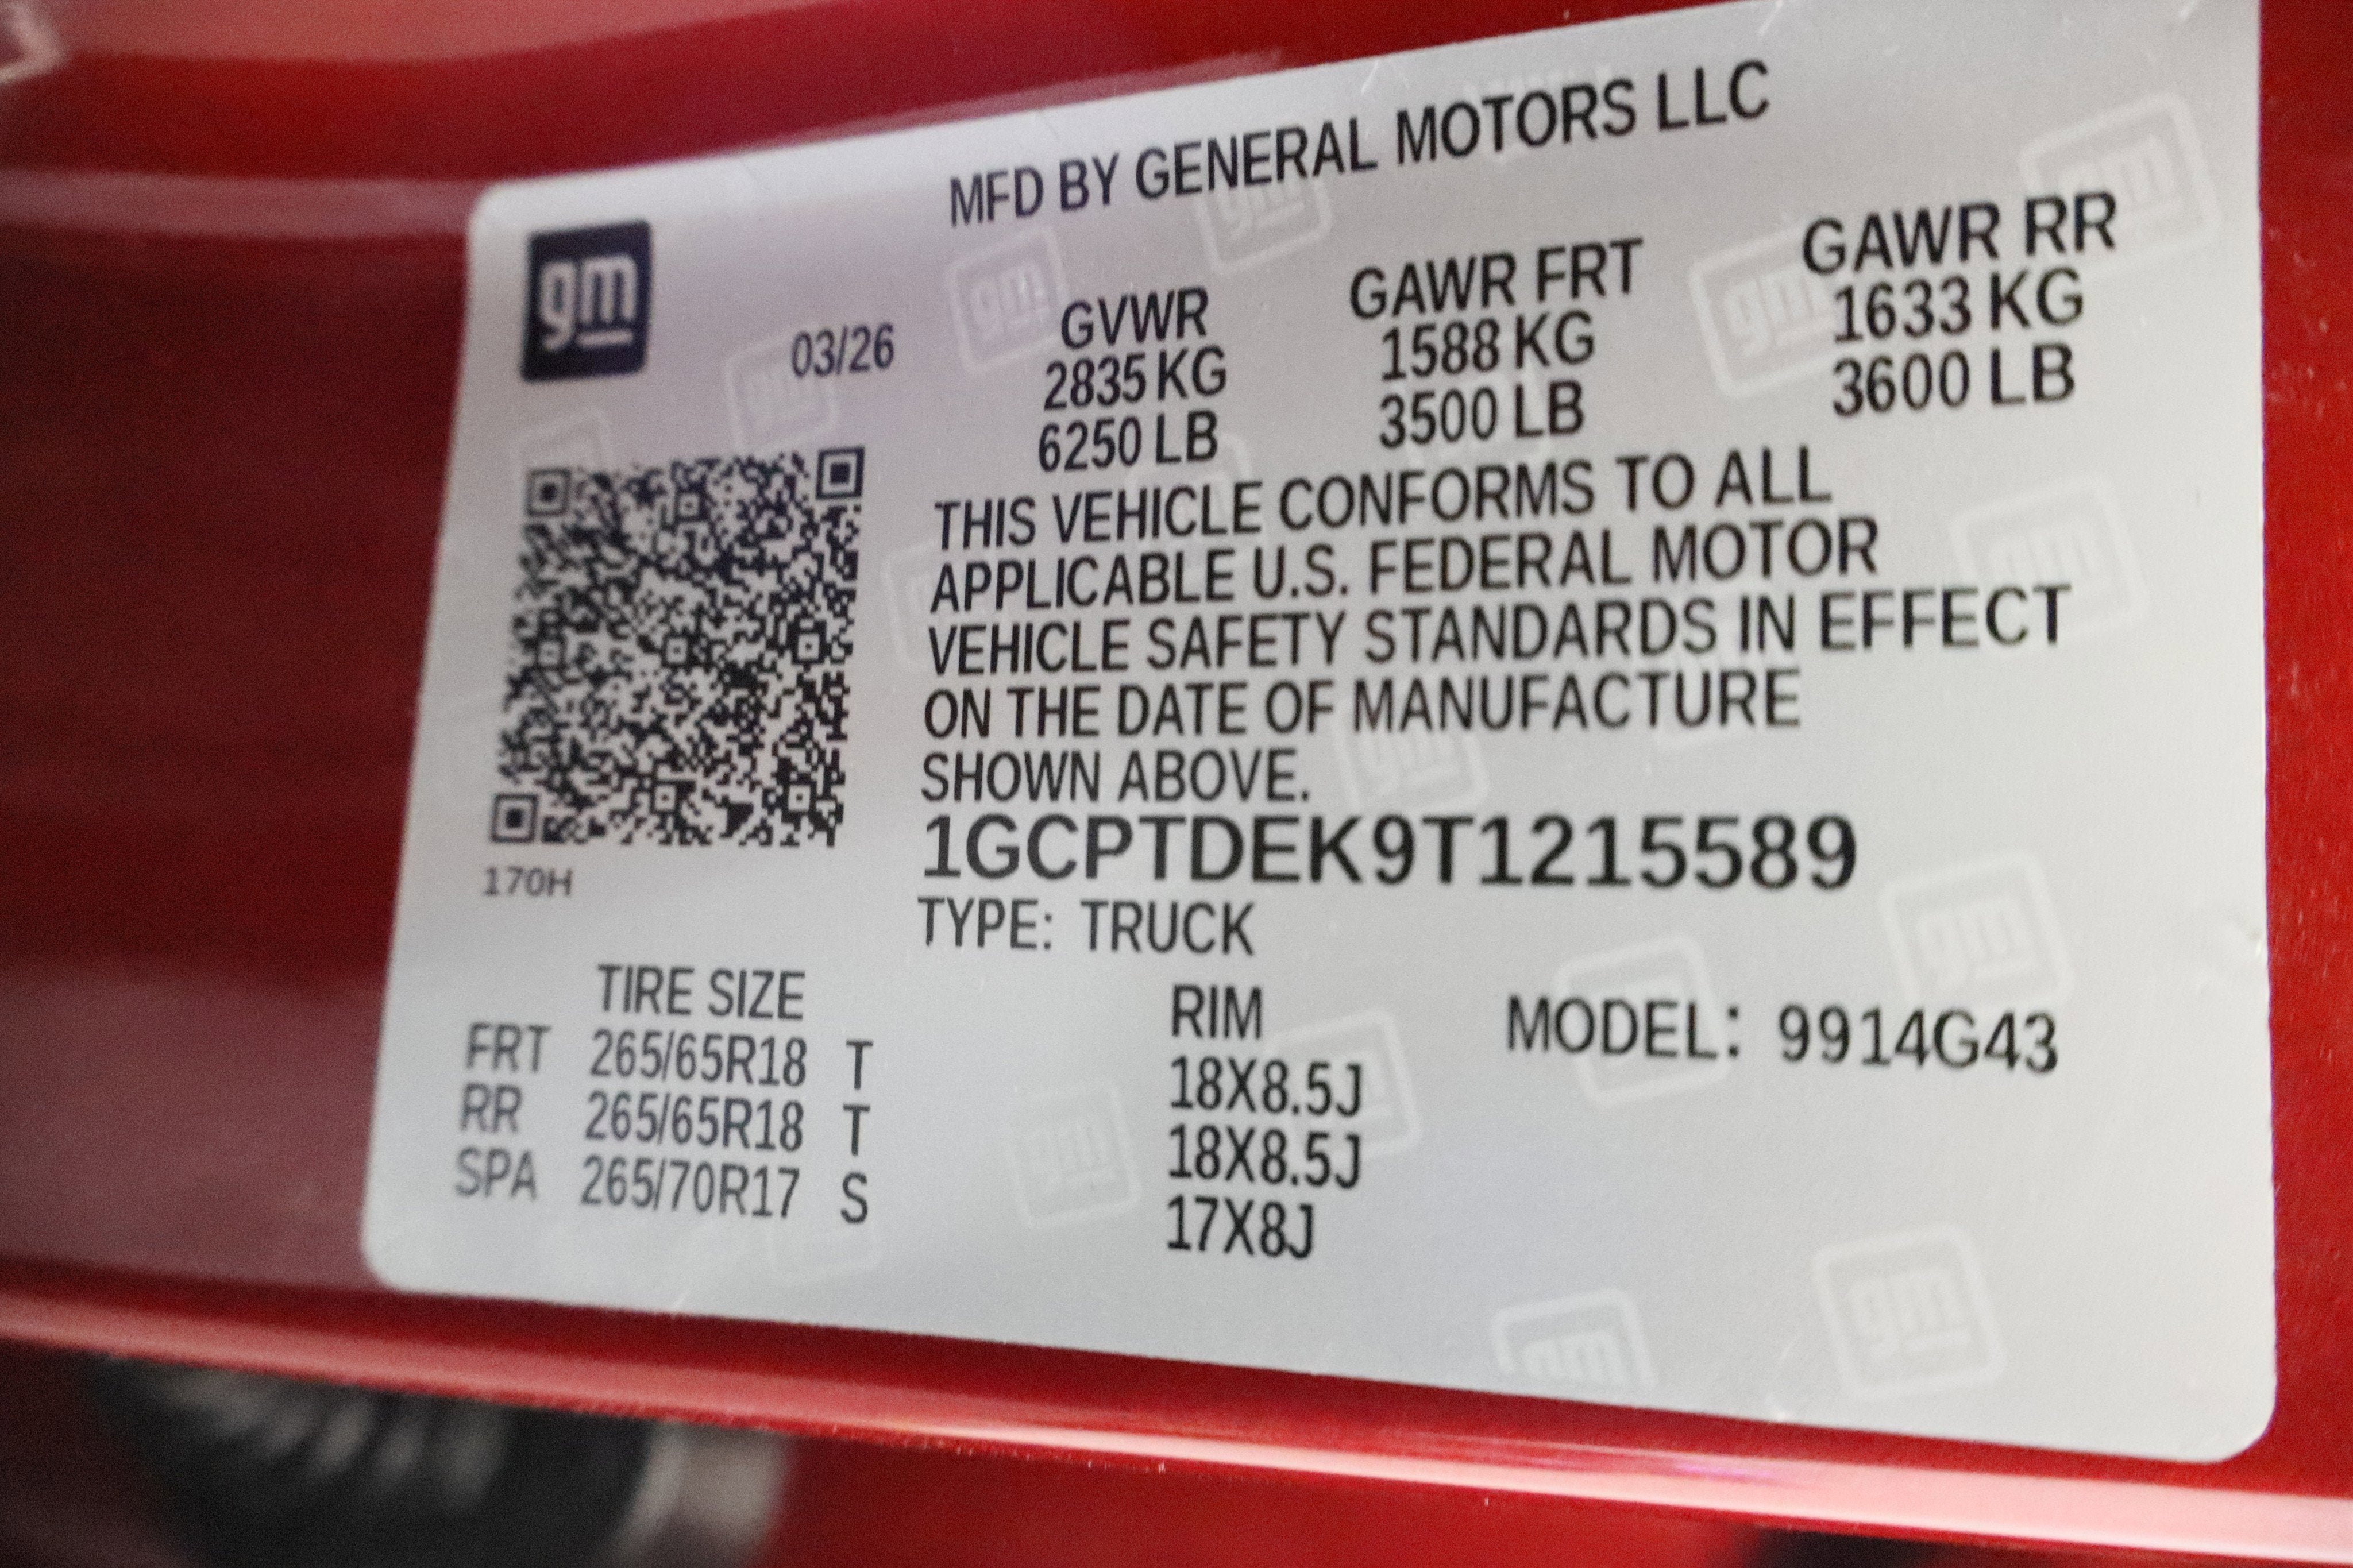 MFD BY GENERAL MOTORS LLC
gm
03/26
GVWR GAWR FRT GAWR RR
2835 KG 1588 KG 1633 KG
6250 LB 3500 LB 3600 LB
THIS VEHICLE CONFORMS TO ALL
APPLICABLE U.S. FEDERAL MOTOR
VEHICLE SAFETY STANDARDS IN EFFECT
ON THE DATE OF MANUFACTURE
SHOWN ABOVE.
1GCPTDEK9T1215589
170H
TYPE: TRUCK
TIRE SIZE RIM MODEL: 9914G43
FRT 265/65R18 T 18X8.5J
RR 265/65R18 T 18X8.5J
SPA 265/70R17 S 17X8J